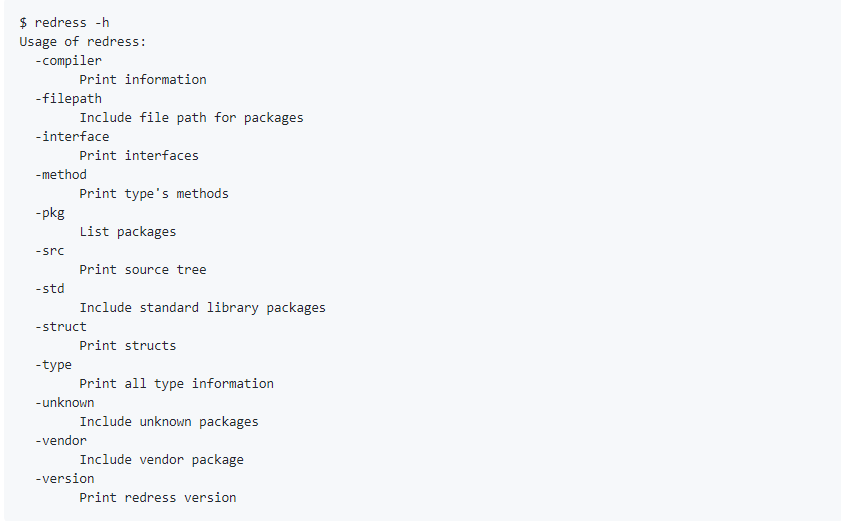 $ redress -h
Usage of redress:
  -compiler
        Print information
  -filepath
        Include file path for packages
  -interface
        Print interfaces
  -method
        Print type's methods
  -pkg
        List packages
  -src
        Print source tree
  -std
        Include standard library packages
  -struct
        Print structs
  -type
        Print all type information
  -unknown
        Include unknown packages
  -vendor
        Include vendor package
  -version
        Print redress version